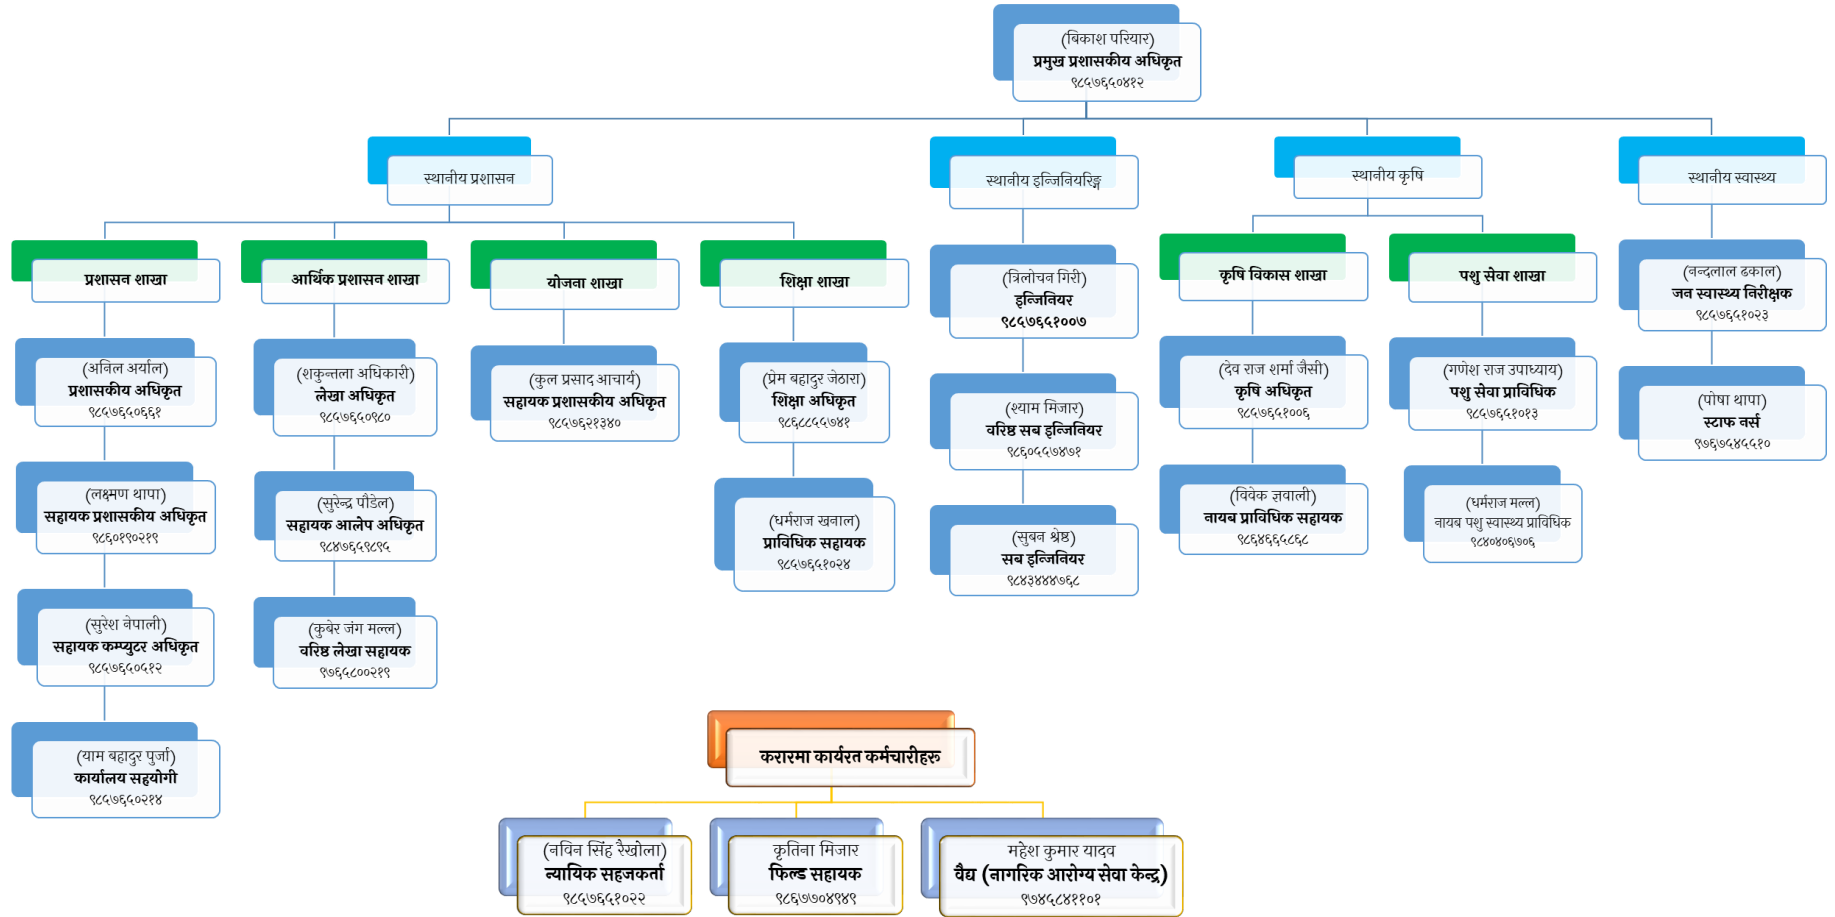 (बिकाश परियार)
प्रमुख प्रशासकीय अधिकृत
९८५७६५०४१२
स्थानीय प्रशासन
स्थानीय इन्जिनियरिङ्ग
स्थानीय कृषि
स्थानीय स्वास्थ्य
प्रशासन शाखा
(अनिल अर्याल)
प्रशासकीय अधिकृत
९८५७६५०६६१
(लक्ष्मण थापा)
सहायक प्रशासकीय अधिकृत
९८६०१९०२१९
(सुरेश नेपाली)
सहायक कम्प्युटर अधिकृत
९८५७६५०५१२
(याम बहादुर पुर्जा)
कार्यालय सहयोगी
९८५७६५०२१४
आर्थिक प्रशासन शाखा
(शकुन्तला अधिकारी)
लेखा अधिकृत
९८५७६५०९८०
(सुरेन्द्र पौडेल)
सहायक आलेप अधिकृत
९८४७६५९८९५
(कुबेर जंग मल्ल)
वरिष्ठ लेखा सहायक
९७६५८००२१९
योजना शाखा
(कुल प्रसाद आचार्य)
सहायक प्रशासकीय अधिकृत
९८५७६२१३४०
शिक्षा शाखा
(प्रेम बहादुर जेठारा)
शिक्षा अधिकृत
९८६८८५५७४१
(धर्मराज खनाल)
प्राविधिक सहायक
९८५७६५१०२४
(त्रिलोचन गिरी)
इन्जिनियर
९८५७६५१००७
(श्याम मिजार)
वरिष्ठ सब इन्जिनियर
९८६०५५७४७१
(सुबन श्रेष्ठ)
सब इन्जिनियर
९८४३४४४७६८
कृषि विकास शाखा
(देव राज शर्मा जैसी)
कृषि अधिकृत
९८५७६५१००६
(विवेक ज्ञवाली)
नायब प्राविधिक सहायक
९८६४६६५८६८
पशु सेवा शाखा
(गणेश राज उपाध्याय)
पशु सेवा प्राविधिक
९८५७६५१०१३
(धर्मराज मल्ल)
नायब पशु स्वास्थ्य प्राविधिक
९८४०४०६७०६
(नन्दलाल ढकाल)
जन स्वास्थ्य निरीक्षक
९८५७६५१०२३
(पोषा थापा)
स्टाफ नर्स
९७६७५४५५१०
करारमा कार्यरत कर्मचारीहरू
(नविन सिंह रैखोला)
न्यायिक सहजकर्ता
९८५७६५१०२२
कृतिना मिजार
फिल्ड सहायक
९८६७७०४९४९
महेश कुमार यादव
वैद्य (नागरिक आरोग्य सेवा केन्द्र)
९७४५८४११०१